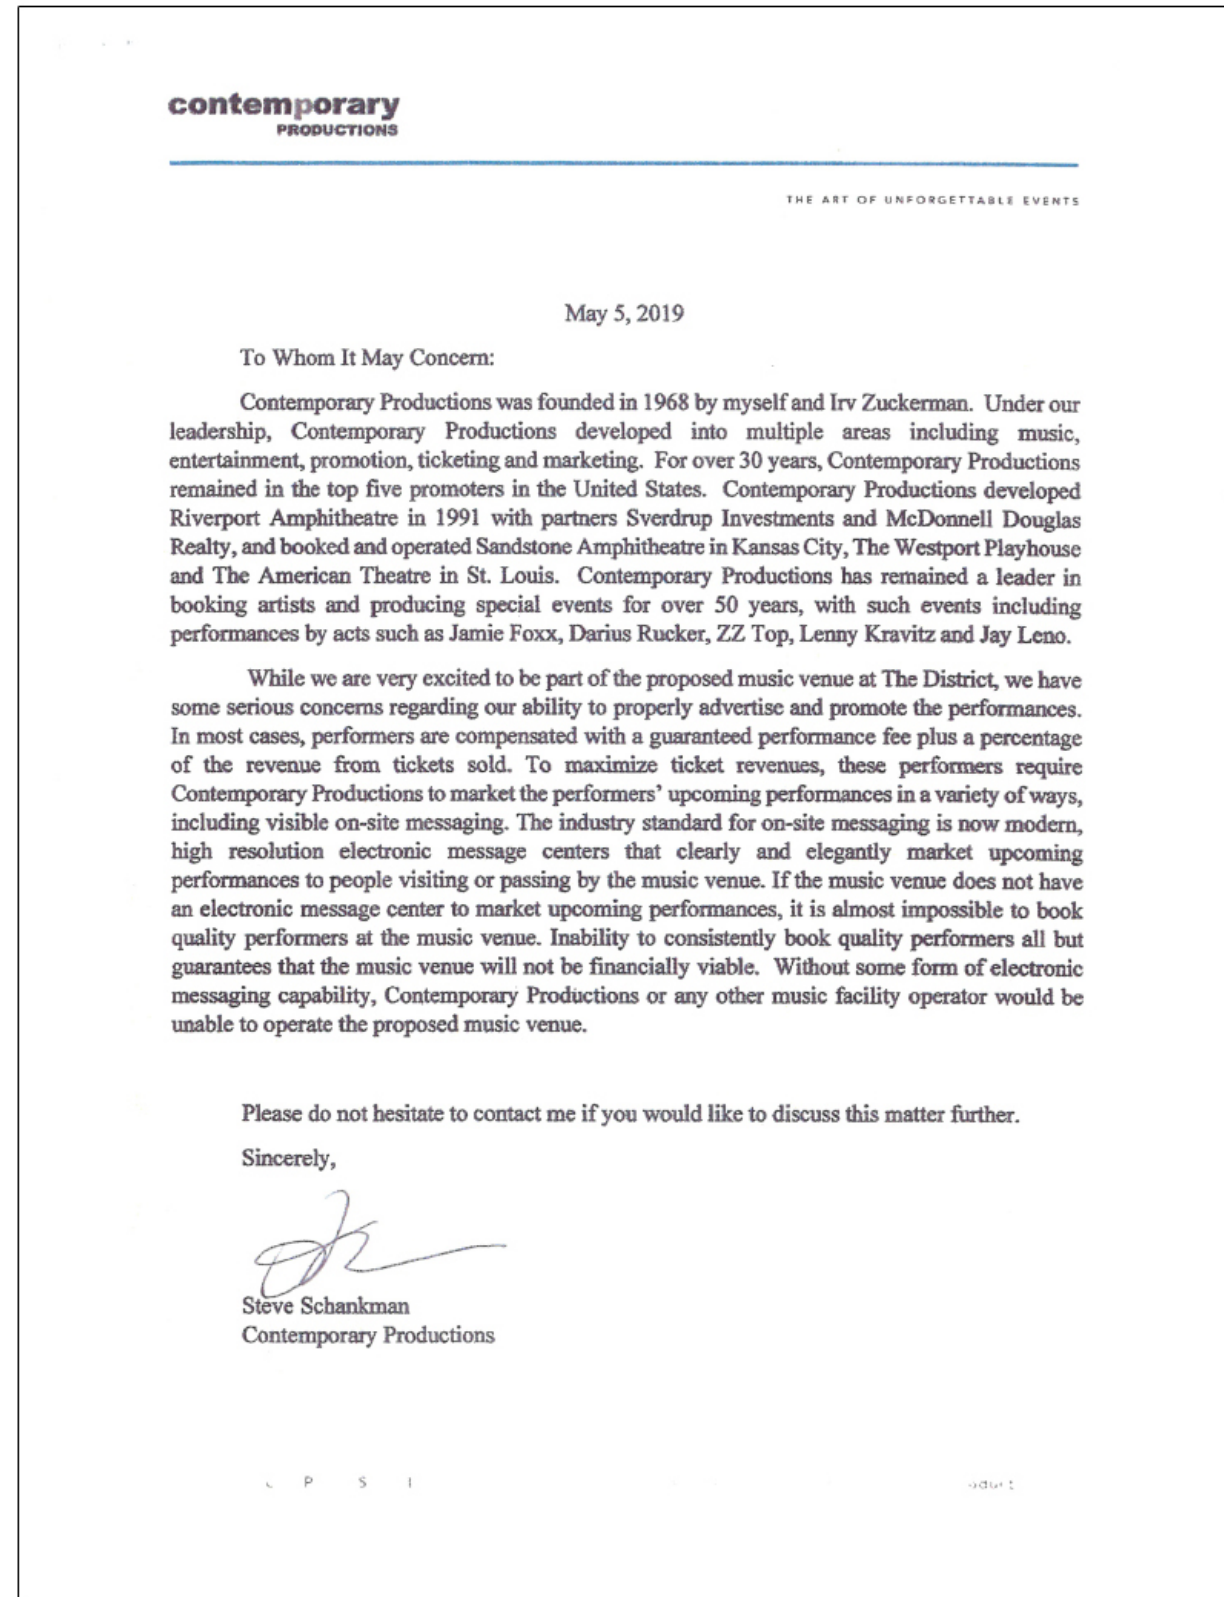 contemporary
PRODUCTIONS
THE ART OF UNFORGETTABLE EVENTS
May 5, 2019
To Whom It May Concern:
Contemporary Productions was founded in 1968 by myself and Irv Zuckerman. Under our
leadership, Contemporary Productions developed into multiple areas including music,
entertainment, promotion, ticketing and marketing. For over 30 years, Contemporary Productions
remained in the top five promoters in the United States. Contemporary Productions developed
Riverport Amphitheatre in 1991 with partners Sverdrup Investments and McDonnell Douglas
Realty, and booked and operated Sandstone Amphitheatre in Kansas City, The Westport Playhouse
and The American Theatre in St. Louis. Contemporary Productions has remained a leader in
booking artists and producing special events for over 50 years, with such events including
performances by acts such as Jamie Foxx, Darius Rucker, ZZ Top, Lenny Kravitz and Jay Leno.
While we are very excited to be part of the proposed music venue at The District, we have
some serious concerns regarding our ability to properly advertise and promote the performances.
In most cases, performers are compensated with a guaranteed performance fee plus a percentage
of the revenue from tickets sold. To maximize ticket revenues, these performers require
Contemporary Productions to market the performers' upcoming performances in a variety of ways,
including visible on-site messaging. The industry standard for on-site messaging is now modern,
high resolution electronic message centers that clearly and elegantly market upcoming
performances to people visiting or passing by the music venue. If the music venue does not have
an electronic message center to market upcoming performances, it is almost impossible to book
quality performers at the music venue. Inability to consistently book quality performers all but
guarantees that the music venue will not be financially viable. Without some form of electronic
messaging capability, Contemporary Productions or any other music facility operator would be
unable to operate the proposed music venue.
Please do not hesitate to contact me if you would like to discuss this matter further.
Sincerely,
Steve Schankman
Contemporary Productions